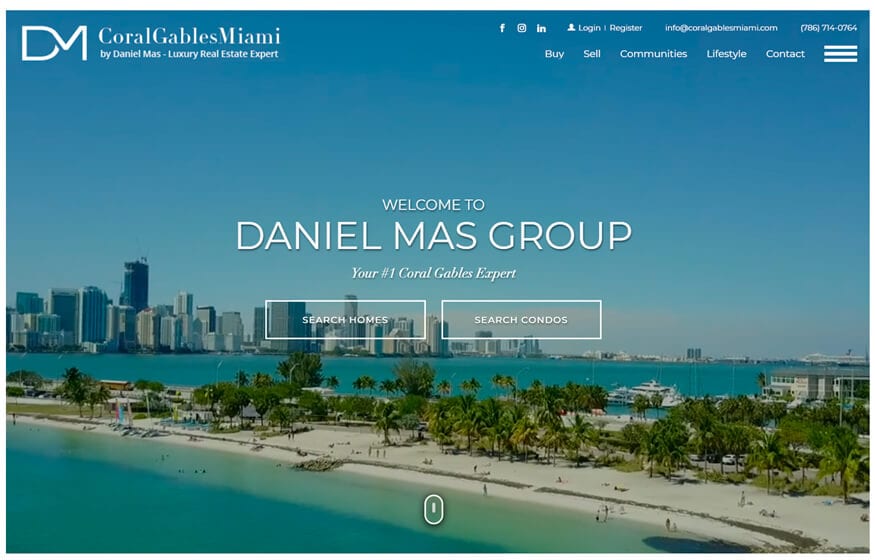 DM
CoralGablesMiami
by Daniel Mas - Luxury Real Estate Expert
f in Login | Register info@coralgablesmiami.com (786) 714-0764
Buy Sell Communities Lifestyle Contact
WELCOME TO
DANIEL MAS GROUP
Your #1 Coral Gables Expert
SEARCH HOMES SEARCH CONDOS